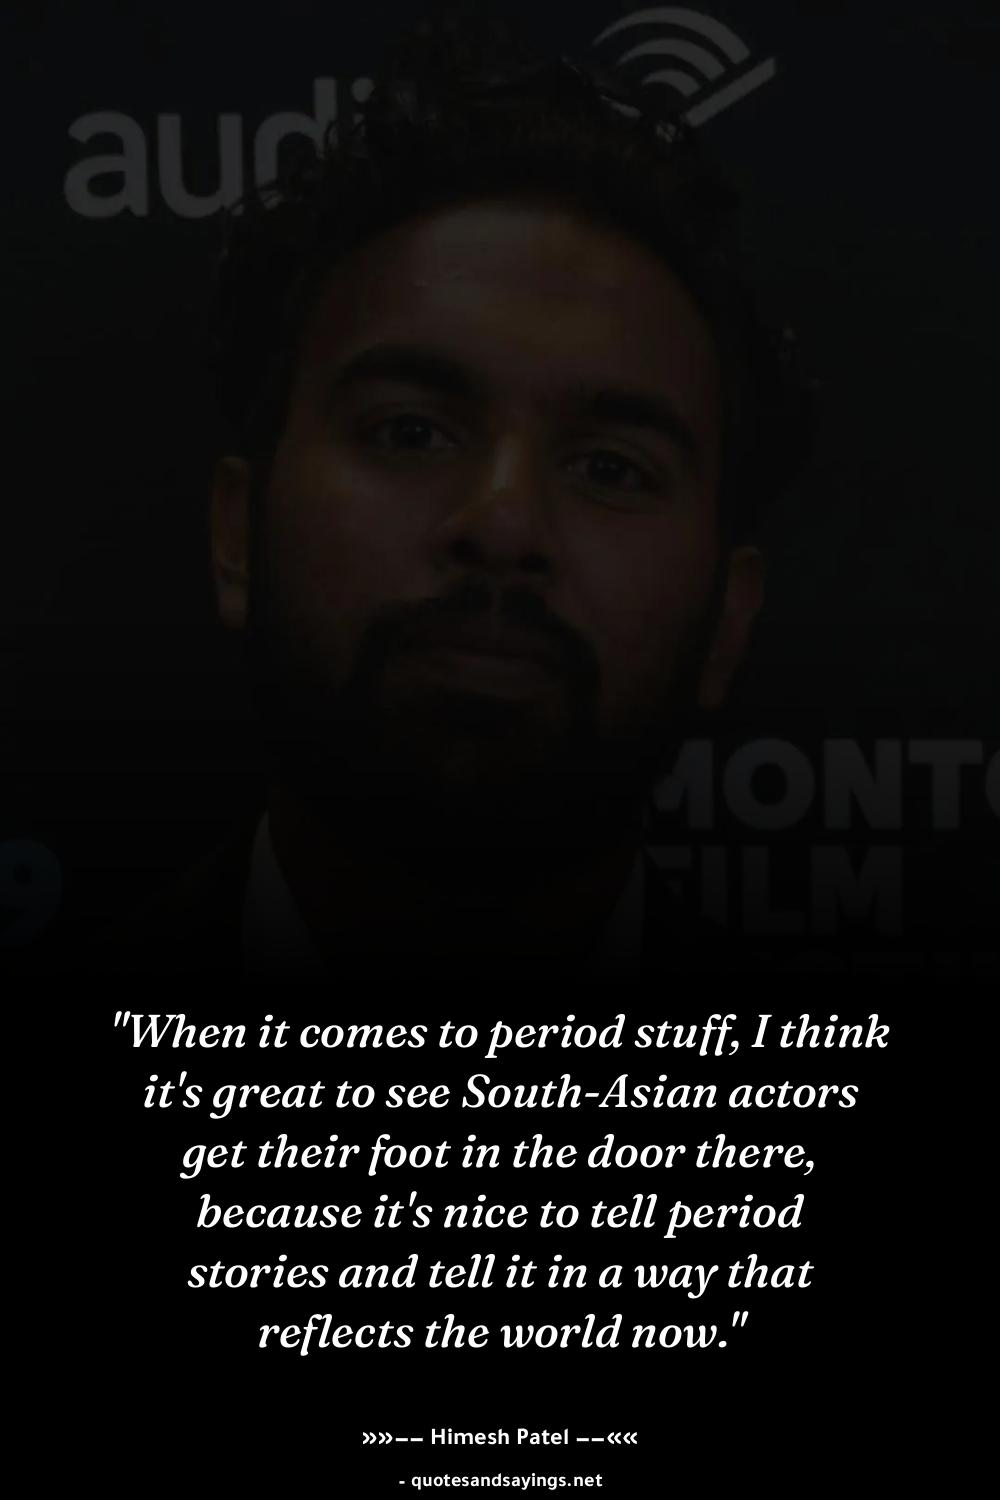 audi
MONT
FILM
9
"When it comes to period stuff, I think
it's great to see South-Asian actors
get their foot in the door there,
because it's nice to tell period
stories and tell it in a way that
reflects the world now."
»»−− Himesh Patel −−««
- quotesandsayings.net